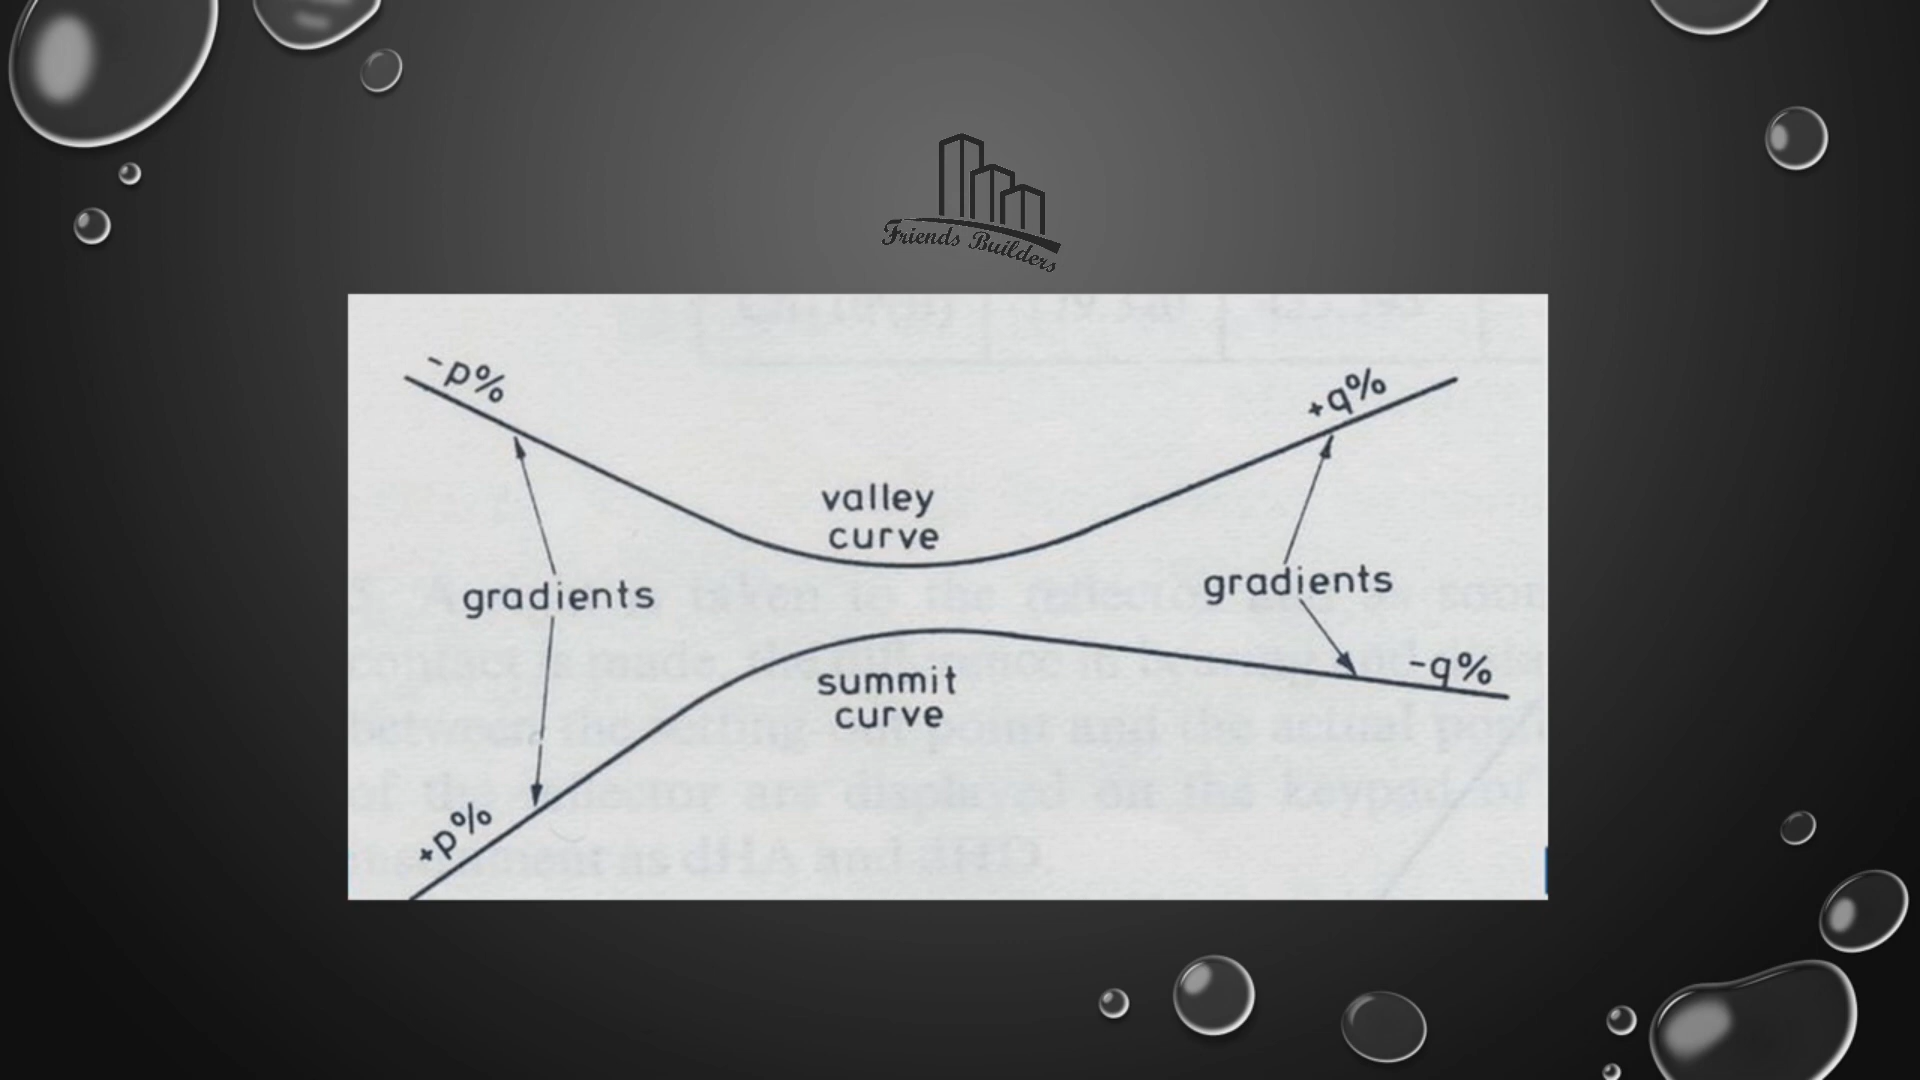 Friends Builders
-p%
+q%
valley
curve
gradients
gradients
summit
curve
-q%
+p%